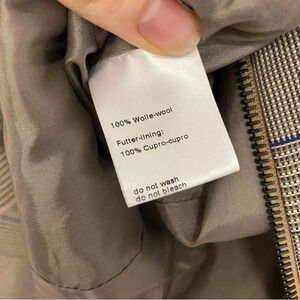 100% Wolle-wool
Futter-lining:
100% Cupro-cupro
do not wash
do not bleach